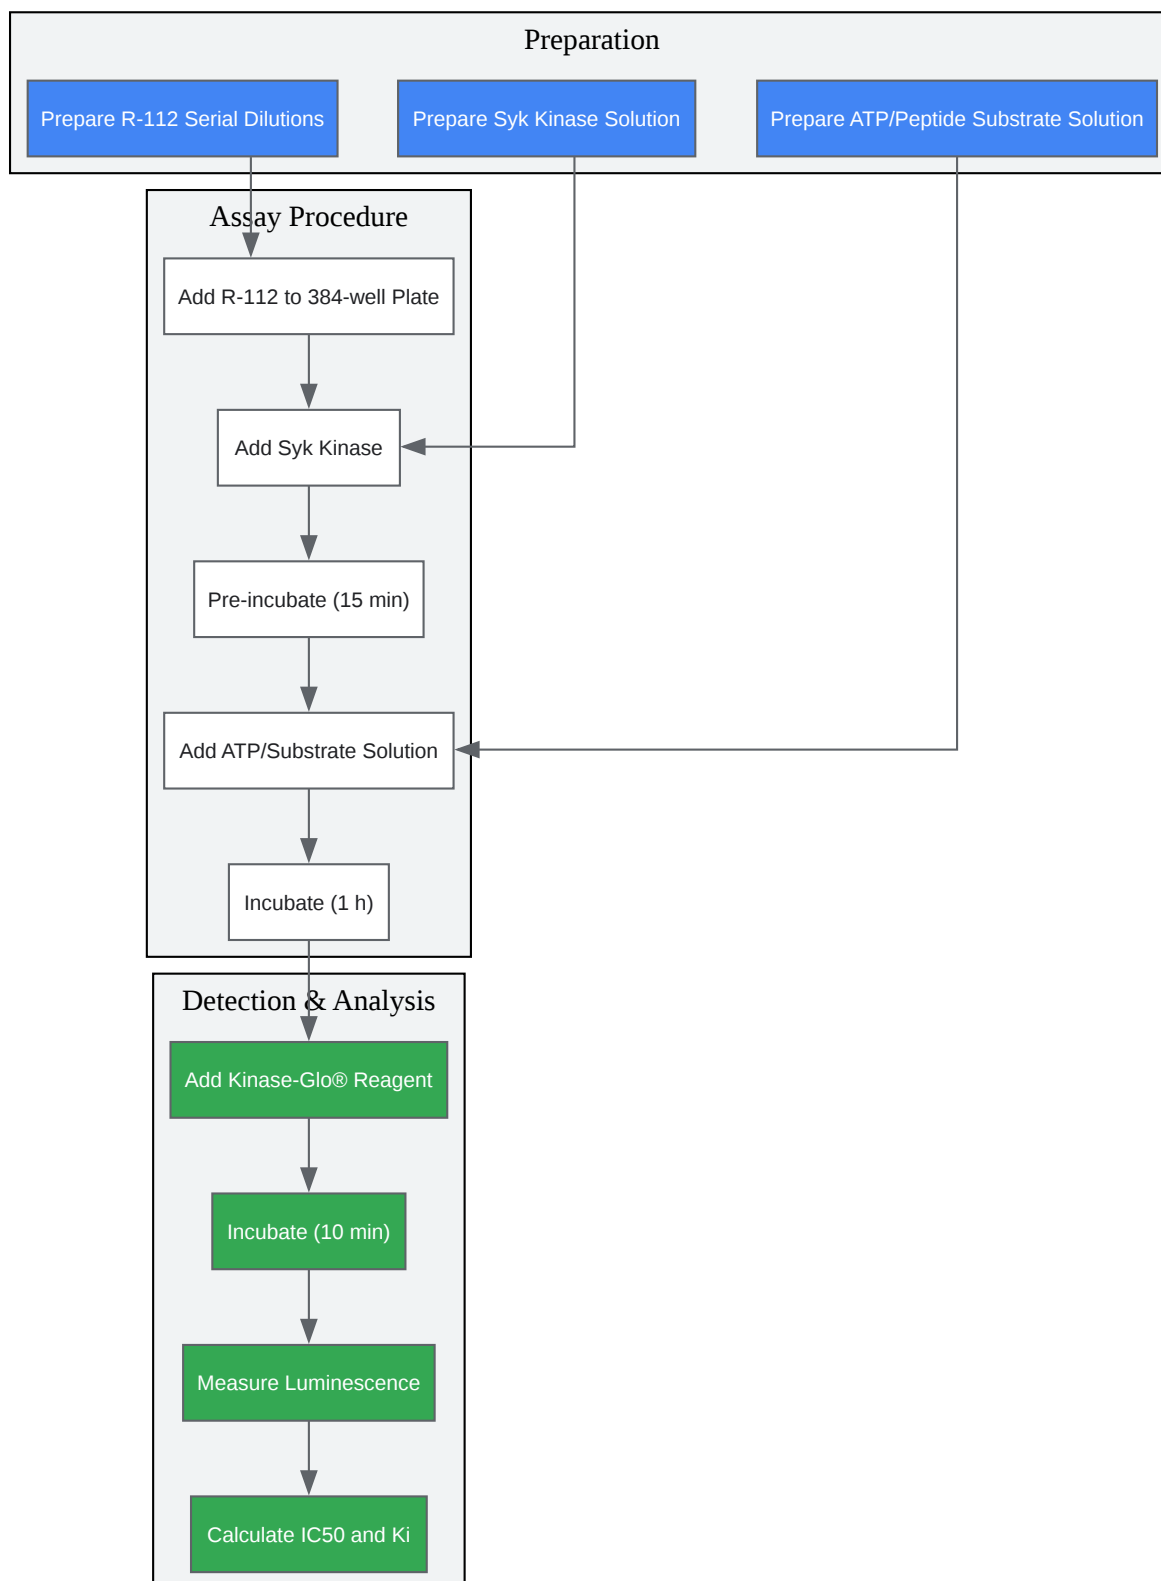 Preparation
Prepare R-112 Serial Dilutions
Prepare Syk Kinase Solution
Prepare ATP/Peptide Substrate Solution
Assay Procedure
Add R-112 to 384-well Plate
Add Syk Kinase
Pre-incubate (15 min)
Add ATP/Substrate Solution
Incubate (1 h)
Detection & Analysis
Add Kinase-Glo® Reagent
Incubate (10 min)
Measure Luminescence
Calculate IC50 and Ki